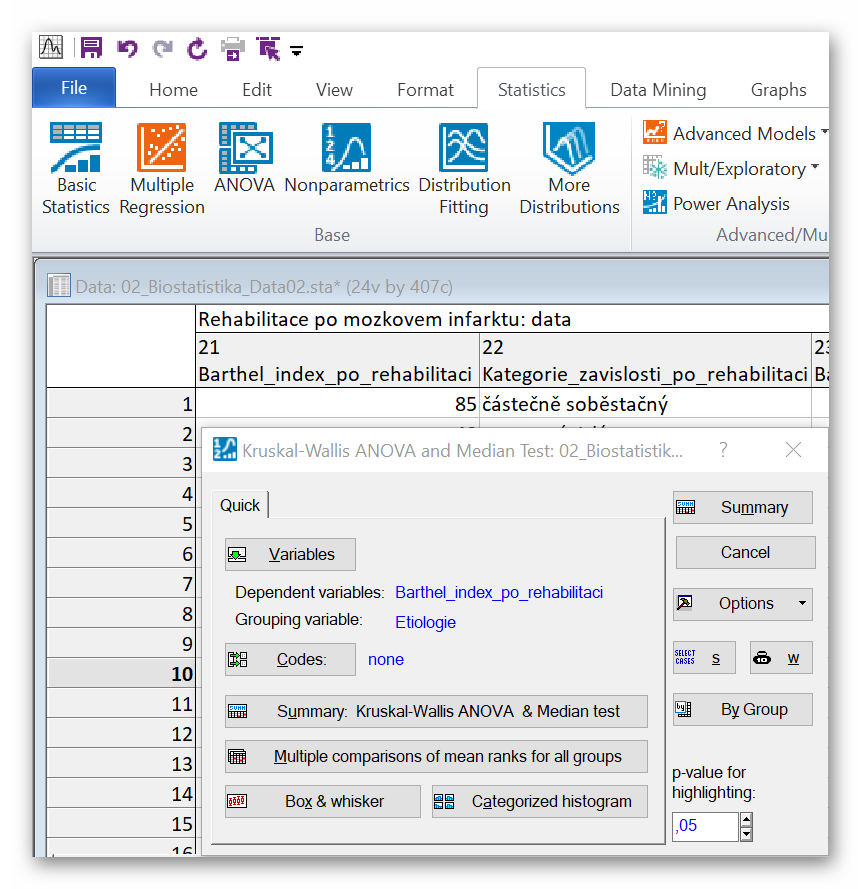 File Home Edit View Format Statistics Data Mining Graphs
Basic Statistics
Multiple Regression
ANOVA
Nonparametrics
Distribution Fitting
More Distributions
Advanced Models
Mult/Exploratory
Power Analysis
Base
Advanced/Mu
Data: 02_Biostatistika_Data02.sta* (24v by 407c)
Rehabilitace po mozkovem infarktu: data
21
Barthel_index_po_rehabilitaci
22
Kategorie_zavislosti_po_rehabilitaci
1 85 částečně soběstačný
2
3
4
5
6
7
8
9
10
11
12
13
14
15
16
Kruskal-Wallis ANOVA and Median Test: 02_Biostatistik... ?
Quick
Variables
Dependent variables: Barthel_index_po_rehabilitaci
Grouping variable: Etiologie
Codes: none
Summary: Kruskal-Wallis ANOVA & Median test
Multiple comparisons of mean ranks for all groups
Box & whisker
Categorized histogram
Summary
Cancel
Options
SELECT CASES S
W
By Group
p-value for
highlighting:
,05